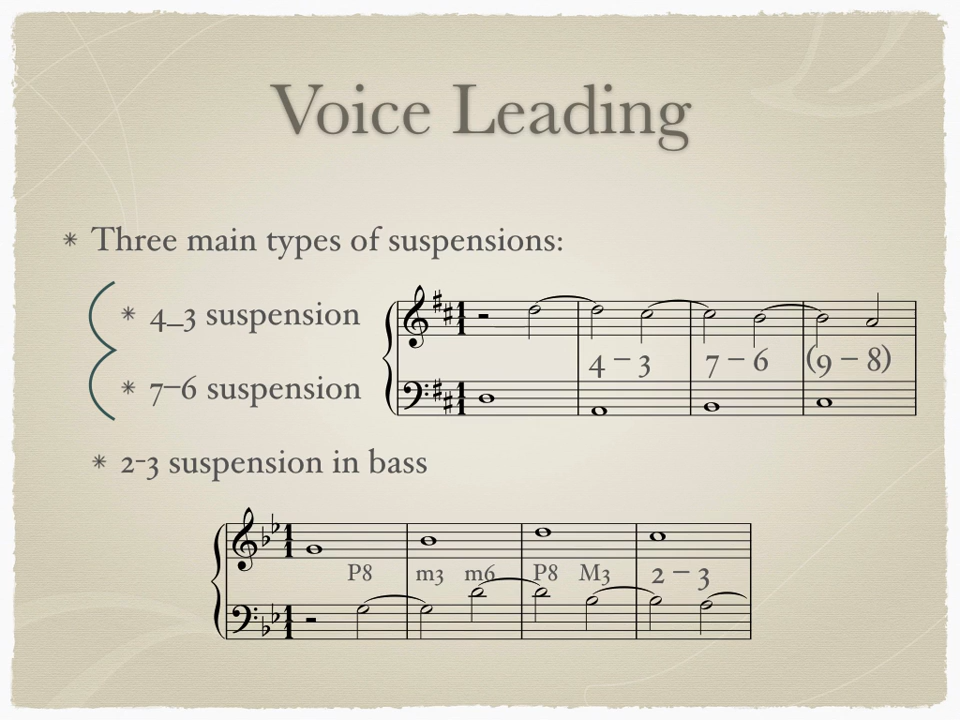 Voice Leading
Three main types of suspensions:
4–3 suspension
4 – 3 7 – 6 (9 – 8)
7–6 suspension
2-3 suspension in bass
P8 m3 m6 P8 M3 2 – 3